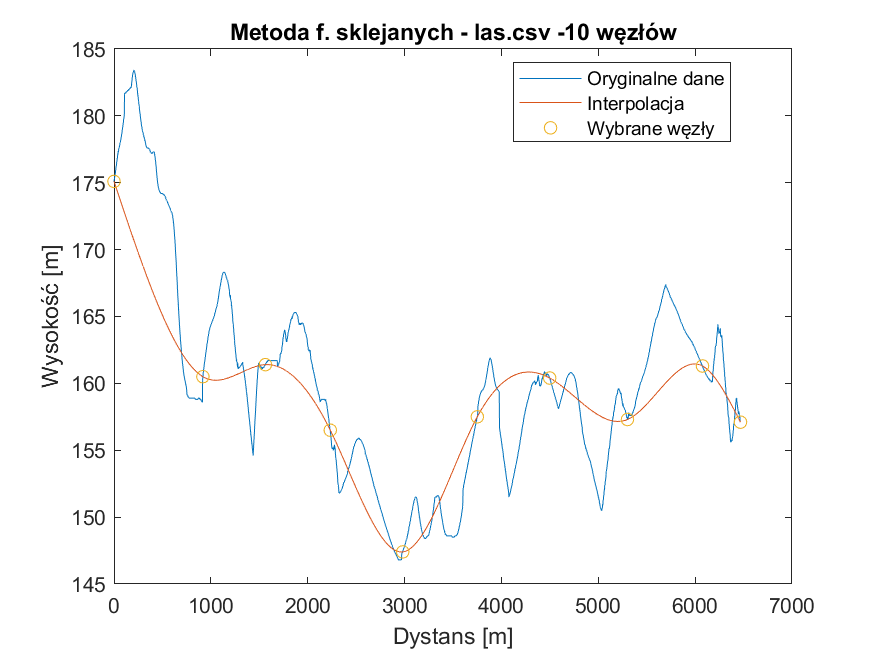 Metoda f. sklejanych - las.csv -10 węzłów
Oryginalne dane
Interpolacja
Wybrane węzły
185
180
175
170
165
160
155
150
145
Wysokość [m]
0 1000 2000 3000 4000 5000 6000 7000
Dystans [m]